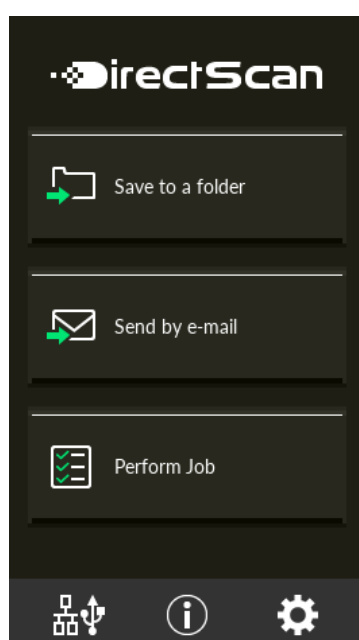 DirectScan
Save to a folder
Send by e-mail
Perform Job